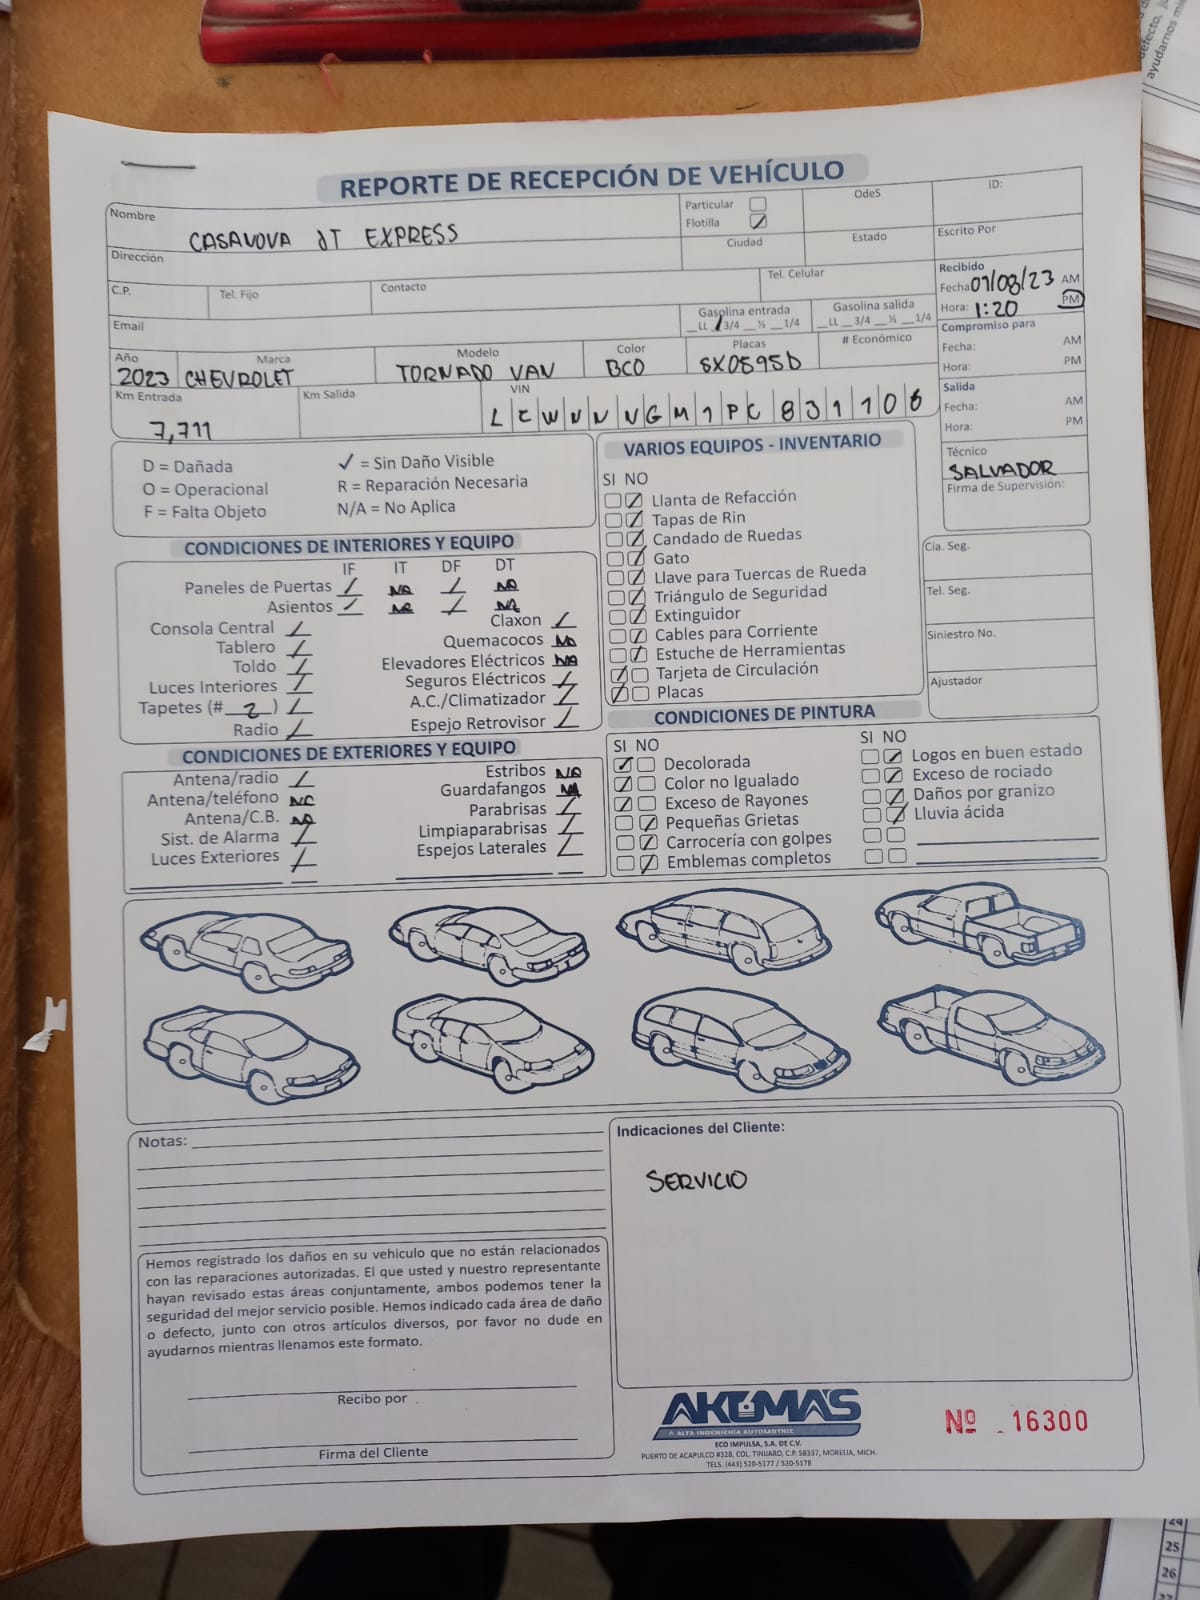 REPORTE DE RECEPCIÓN DE VEHÍCULO
Nombre CASANOVA JT EXPRESS
Particular
Flotilla ✓
OdeS
ID:
Dirección
Ciudad
Estado
Escrito Por
C.P.
Tel. Fijo
Contacto
Tel. Celular
Recibido
Fecha 07/08/23 AM
Hora: 1:20 PM
Email
Gasolina entrada
__LL ✓3/4 __½ __1/4
Gasolina salida
__LL __3/4 __½ __1/4
Compromiso para
Fecha: AM
Hora: PM
Año 2023
Marca CHEVROLET
Modelo TORNADO VAN
Color BCO
Placas SX0595D
# Económico
Km Entrada 7,711
Km Salida
VIN
Salida
Fecha: AM
Hora: PM
Técnico
SALVADOR
Firma de Supervisión:
D = Dañada
O = Operacional
F = Falta Objeto
✓ = Sin Daño Visible
R = Reparación Necesaria
N/A = No Aplica
CONDICIONES DE INTERIORES Y EQUIPO
IF IT DF DT
Paneles de Puertas ✓ NA ✓ NA
Asientos ✓ NA ✓ NA
Consola Central ✓
Tablero ✓
Toldo ✓
Luces Interiores ✓
Tapetes (# 2 ) ✓
Radio ✓
Claxon ✓
Quemacocos NA
Elevadores Eléctricos NA
Seguros Eléctricos ✓
A.C./Climatizador ✓
Espejo Retrovisor ✓
VARIOS EQUIPOS - INVENTARIO
SI NO
Llanta de Refacción
Tapas de Rin
Candado de Ruedas
Gato
Llave para Tuercas de Rueda
Triángulo de Seguridad
Extinguidor
Cables para Corriente
Estuche de Herramientas
Tarjeta de Circulación
Placas
Cía. Seg.
Tel. Seg.
Siniestro No.
Ajustador
CONDICIONES DE EXTERIORES Y EQUIPO
Antena/radio ✓
Antena/teléfono NA
Antena/C.B. NA
Sist. de Alarma ✓
Luces Exteriores ✓
Estribos NA
Guardafangos NA
Parabrisas ✓
Limpiaparabrisas ✓
Espejos Laterales ✓
CONDICIONES DE PINTURA
SI NO
Decolorada
Color no Igualado
Exceso de Rayones
Pequeñas Grietas
Carrocería con golpes
Emblemas completos
SI NO
Logos en buen estado
Exceso de rociado
Daños por granizo
Lluvia ácida
Notas:
Indicaciones del Cliente:
SERVICIO
Hemos registrado los daños en su vehiculo que no están relacionados
con las reparaciones autorizadas. El que usted y nuestro representante
hayan revisado estas áreas conjuntamente, ambos podemos tener la
seguridad del mejor servicio posible. Hemos indicado cada área de daño
o defecto, junto con otros artículos diversos, por favor no dude en
ayudarnos mientras llenamos este formato.
Recibo por
Firma del Cliente
AKUMA'S
ALTA INGENIERÍA AUTOMOTRIZ
ECO IMPULSA, S.A. DE C.V.
PUERTO DE ACAPULCO #328, COL. TINIJARO, C.P. 58337, MORELIA, MICH.
TELS. (443) 520-5177 / 520-5178
Nº 16300
defecto, ju
ayudarnos mi
24
25
26